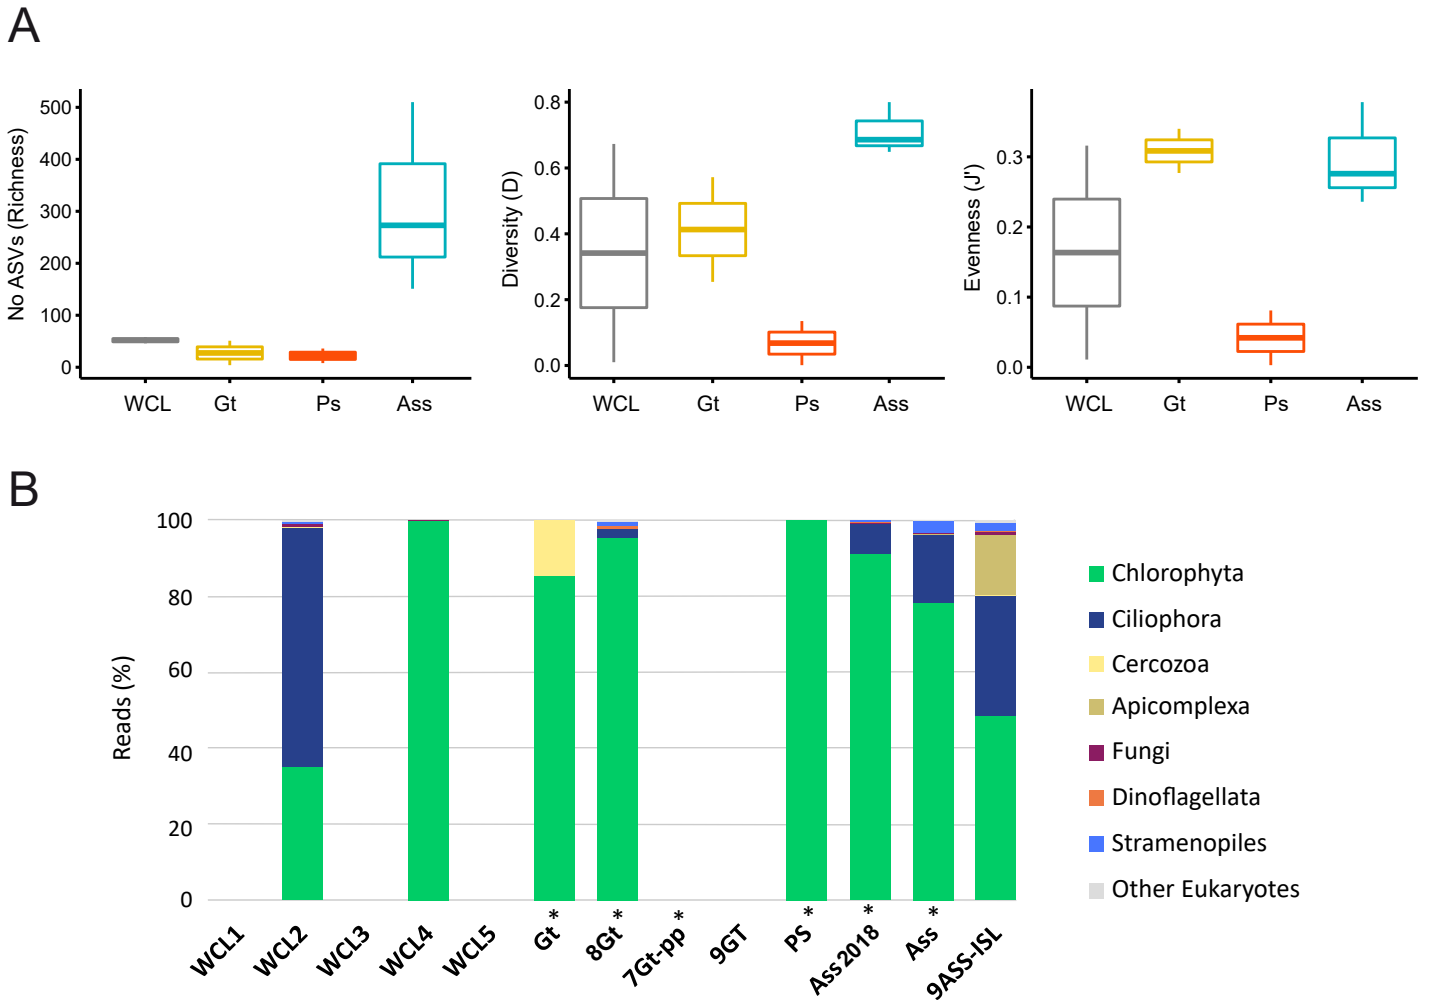 A
No ASVs (Richness)
500
400
300
200
100
0
WCL Gt Ps Ass
Diversity (D)
0.8
0.6
0.4
0.2
0.0
WCL Gt Ps Ass
Evenness (J')
0.3
0.2
0.1
0.0
WCL Gt Ps Ass
B
Reads (%)
100
80
60
40
20
0
WCL1
WCL2
WCL3
WCL4
WCL5
Gt *
8Gt *
7Gt-pp *
9GT
PS *
Ass 2018 *
Ass *
9ASS-ISL
Chlorophyta
Ciliophora
Cercozoa
Apicomplexa
Fungi
Dinoflagellata
Stramenopiles
Other Eukaryotes